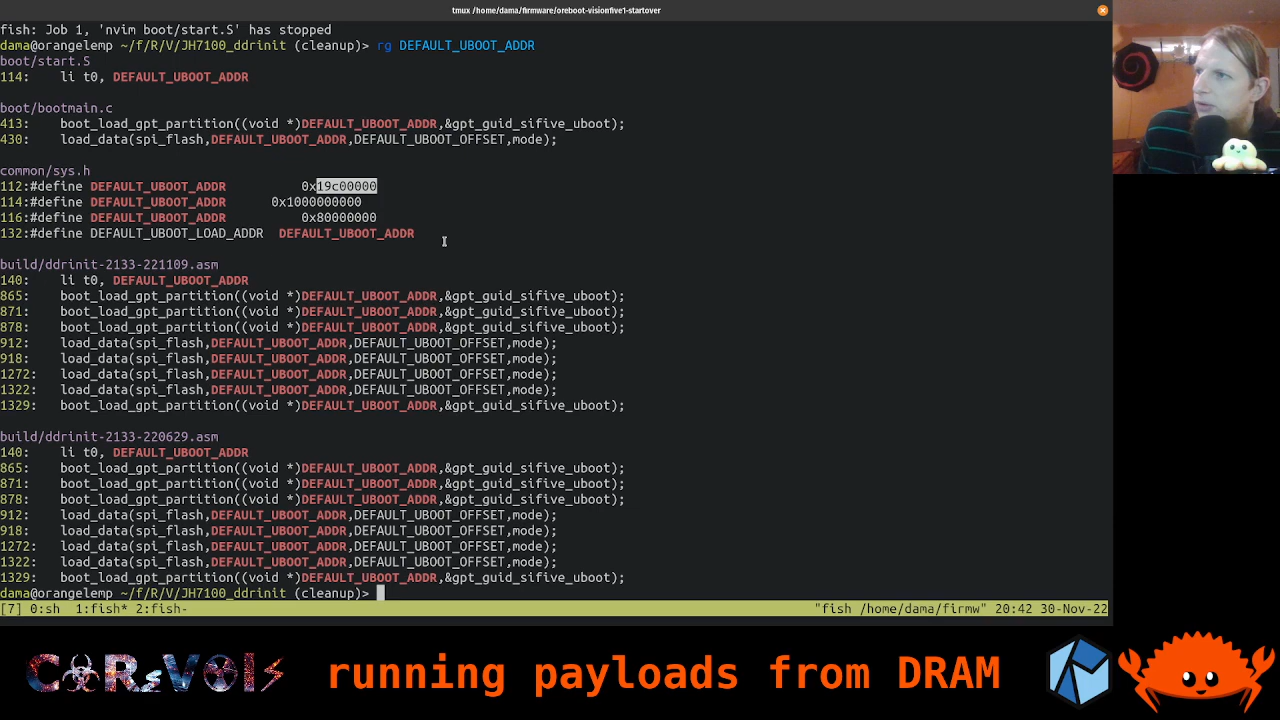 tmux /home/dama/firmware/oreboot-visionfive1-startover
fish: Job 1, 'nvim boot/start.S' has stopped
dama@orangelemp ~/f/R/V/JH7100_ddrinit (cleanup)> rg DEFAULT_UBOOT_ADDR
boot/start.S
114:    li t0, DEFAULT_UBOOT_ADDR
boot/bootmain.c
413:    boot_load_gpt_partition((void *)DEFAULT_UBOOT_ADDR,&gpt_guid_sifive_uboot);
430:    load_data(spi_flash,DEFAULT_UBOOT_ADDR,DEFAULT_UBOOT_OFFSET,mode);
common/sys.h
112:#define DEFAULT_UBOOT_ADDR          0x19c00000
114:#define DEFAULT_UBOOT_ADDR      0x1000000000
116:#define DEFAULT_UBOOT_ADDR          0x80000000
132:#define DEFAULT_UBOOT_LOAD_ADDR  DEFAULT_UBOOT_ADDR
build/ddrinit-2133-221109.asm
140:    li t0, DEFAULT_UBOOT_ADDR
865:    boot_load_gpt_partition((void *)DEFAULT_UBOOT_ADDR,&gpt_guid_sifive_uboot);
871:    boot_load_gpt_partition((void *)DEFAULT_UBOOT_ADDR,&gpt_guid_sifive_uboot);
878:    boot_load_gpt_partition((void *)DEFAULT_UBOOT_ADDR,&gpt_guid_sifive_uboot);
912:    load_data(spi_flash,DEFAULT_UBOOT_ADDR,DEFAULT_UBOOT_OFFSET,mode);
918:    load_data(spi_flash,DEFAULT_UBOOT_ADDR,DEFAULT_UBOOT_OFFSET,mode);
1272:   load_data(spi_flash,DEFAULT_UBOOT_ADDR,DEFAULT_UBOOT_OFFSET,mode);
1322:   load_data(spi_flash,DEFAULT_UBOOT_ADDR,DEFAULT_UBOOT_OFFSET,mode);
1329:   boot_load_gpt_partition((void *)DEFAULT_UBOOT_ADDR,&gpt_guid_sifive_uboot);
build/ddrinit-2133-220629.asm
140:    li t0, DEFAULT_UBOOT_ADDR
865:    boot_load_gpt_partition((void *)DEFAULT_UBOOT_ADDR,&gpt_guid_sifive_uboot);
871:    boot_load_gpt_partition((void *)DEFAULT_UBOOT_ADDR,&gpt_guid_sifive_uboot);
878:    boot_load_gpt_partition((void *)DEFAULT_UBOOT_ADDR,&gpt_guid_sifive_uboot);
912:    load_data(spi_flash,DEFAULT_UBOOT_ADDR,DEFAULT_UBOOT_OFFSET,mode);
918:    load_data(spi_flash,DEFAULT_UBOOT_ADDR,DEFAULT_UBOOT_OFFSET,mode);
1272:   load_data(spi_flash,DEFAULT_UBOOT_ADDR,DEFAULT_UBOOT_OFFSET,mode);
1322:   load_data(spi_flash,DEFAULT_UBOOT_ADDR,DEFAULT_UBOOT_OFFSET,mode);
1329:   boot_load_gpt_partition((void *)DEFAULT_UBOOT_ADDR,&gpt_guid_sifive_uboot);
dama@orangelemp ~/f/R/V/JH7100_ddrinit (cleanup)>
[7] 0:sh  1:fish* 2:fish-    "fish /home/dama/firmw" 20:42 30-Nov-22
running payloads from DRAM